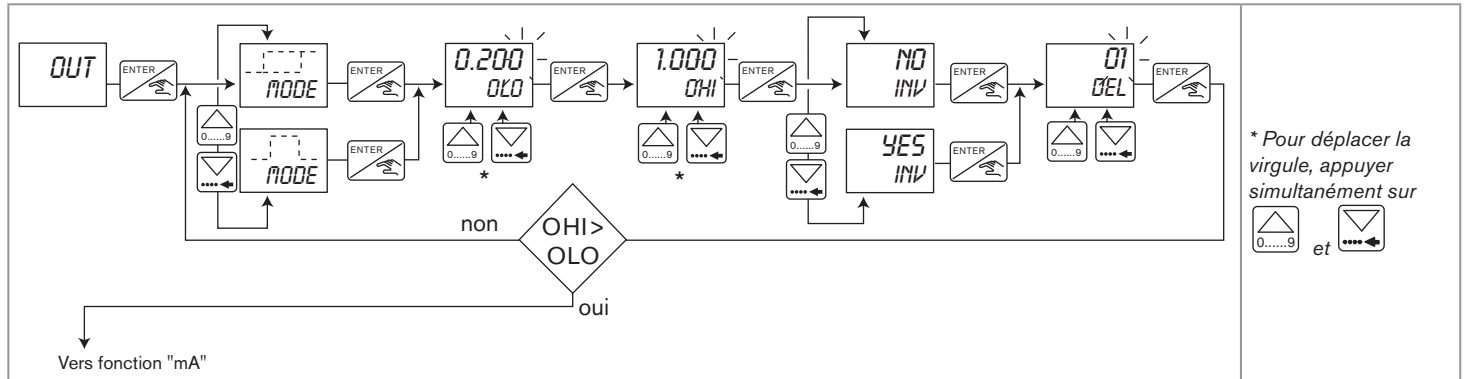 OUT
ENTER
MODE
ENTER
0.200
OLO
ENTER
1.000
OHI
ENTER
NO
INV
ENTER
01
DEL
ENTER
0......9
MODE
ENTER
0......9
*
0......9
*
0......9
YES
INV
ENTER
0......9
non
OHI>
OLO
oui
Vers fonction "mA"
* Pour déplacer la
virgule, appuyer
simultanément sur
0......9 et